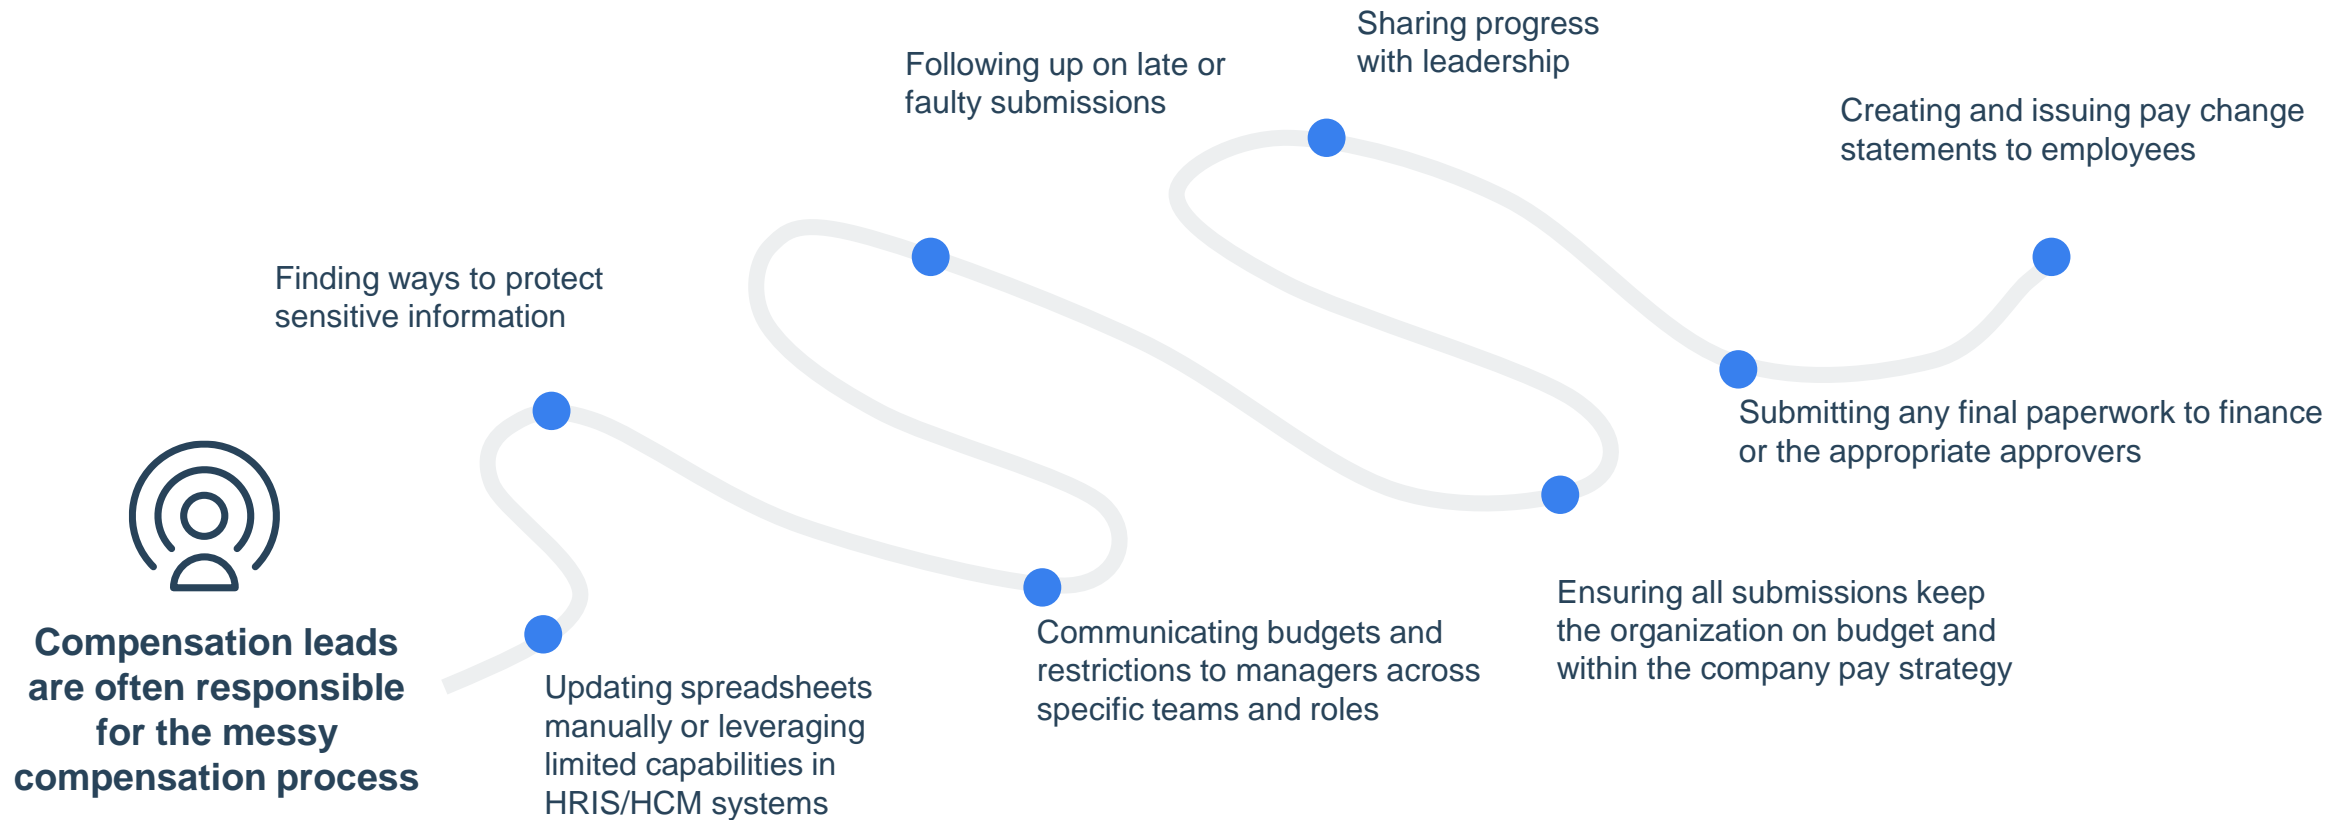 Compensation leads
are often responsible
for the messy
compensation process
Updating spreadsheets
manually or leveraging
limited capabilities in
HRIS/HCM systems
Finding ways to protect
sensitive information
Communicating budgets and
restrictions to managers across
specific teams and roles
Following up on late or
faulty submissions
Ensuring all submissions keep
the organization on budget and
within the company pay strategy
Sharing progress
with leadership
Submitting any final paperwork to finance
or the appropriate approvers
Creating and issuing pay change
statements to employees